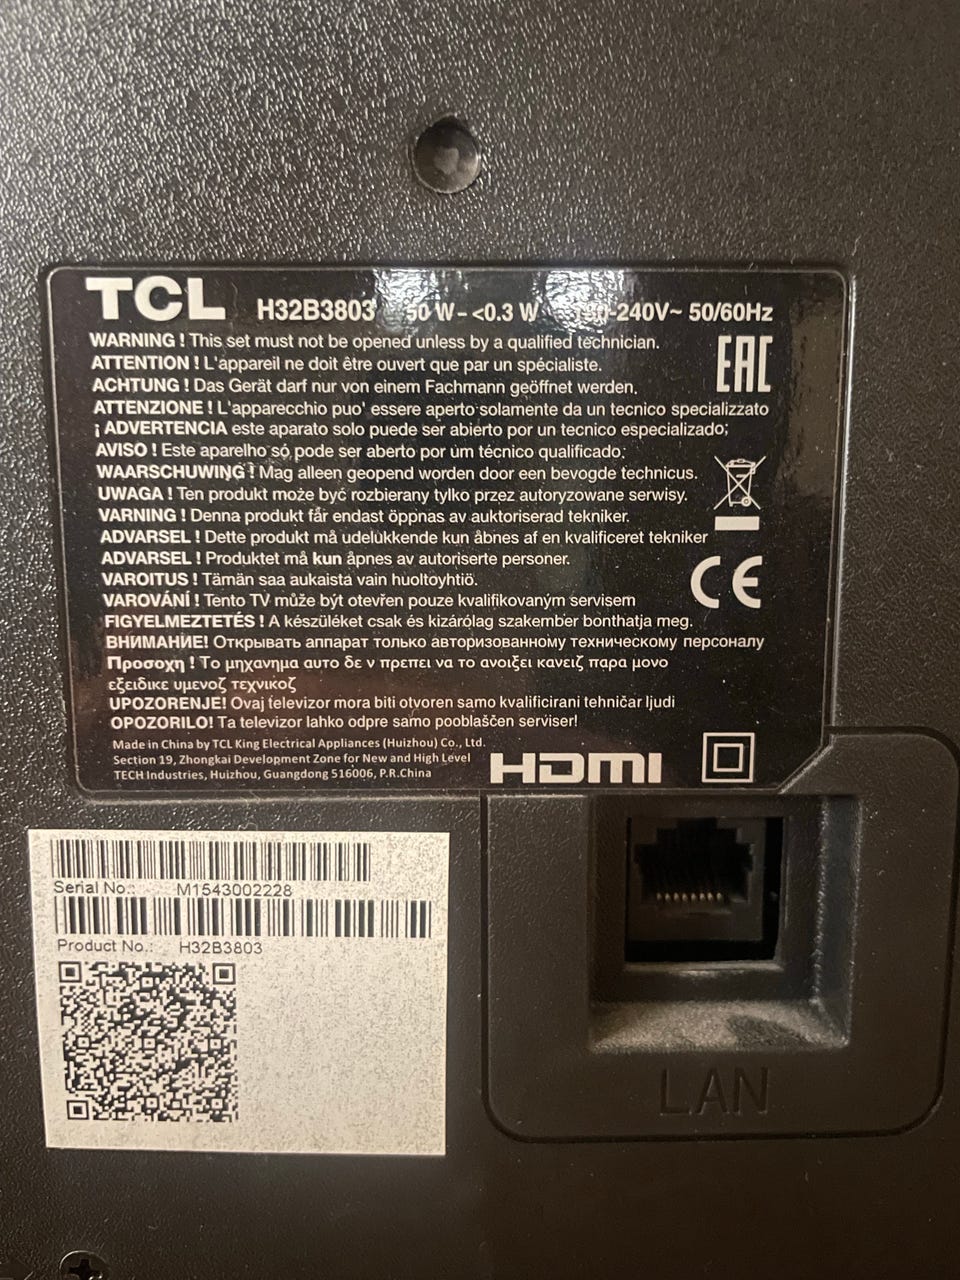 TCL H32B3803 50 W - <0.3 W -240V~ 50/60Hz
WARNING ! This set must not be opened unless by a qualified technician.
ATTENTION ! L'appareil ne doit être ouvert que par un spécialiste.
EAC
ACHTUNG ! Das Gerät darf nur von einem Fachmann geöffnet werden.
ATTENZIONE ! L'apparecchio puo' essere aperto solamente da un tecnico specializzato
¡ ADVERTENCIA este aparato solo puede ser abierto por un tecnico especializado;
AVISO ! Este aparelho só pode ser aberto por um técnico qualificado.
WAARSCHUWING ! Mag alleen geopend worden door een bevogde technicus.
UWAGA ! Ten produkt może być rozbierany tylko przez autoryzowane serwisy.
VARNING ! Denna produkt får endast öppnas av auktoriserad tekniker.
ADVARSEL ! Dette produkt må udelukkende kun åbnes af en kvalificeret tekniker
ADVARSEL ! Produktet må kun åpnes av autoriserte personer.
CE
VAROITUS ! Tämän saa aukaista vain huoltoyhtiö.
VAROVÁNÍ ! Tento TV může být otevřen pouze kvalifikovaným servisem
FIGYELMEZTETÉS ! A készüléket csak és kizárólag szakember bonthatja meg.
ВНИМАНИЕ! Открывать аппарат только авторизованному техническому персоналу
Προσοχη ! Το μηχανημα αυτο δε ν πρεπει να το ανοιξει κανειζ παρα μονο
εξειδικε υμενοζ τεχνικοζ
UPOZORENJE! Ovaj televizor mora biti otvoren samo kvalificirani tehničar ljudi
OPOZORILO! Ta televizor lahko odpre samo pooblaščen serviser!
Made in China by TCL King Electrical Appliances (Huizhou) Co., Ltd.
Section 19, Zhongkai Development Zone for New and High Level
TECH Industries, Huizhou, Guangdong 516006, P.R.China
HDMI
Serial No.: M1543002228
Product No.: H32B3803
LAN